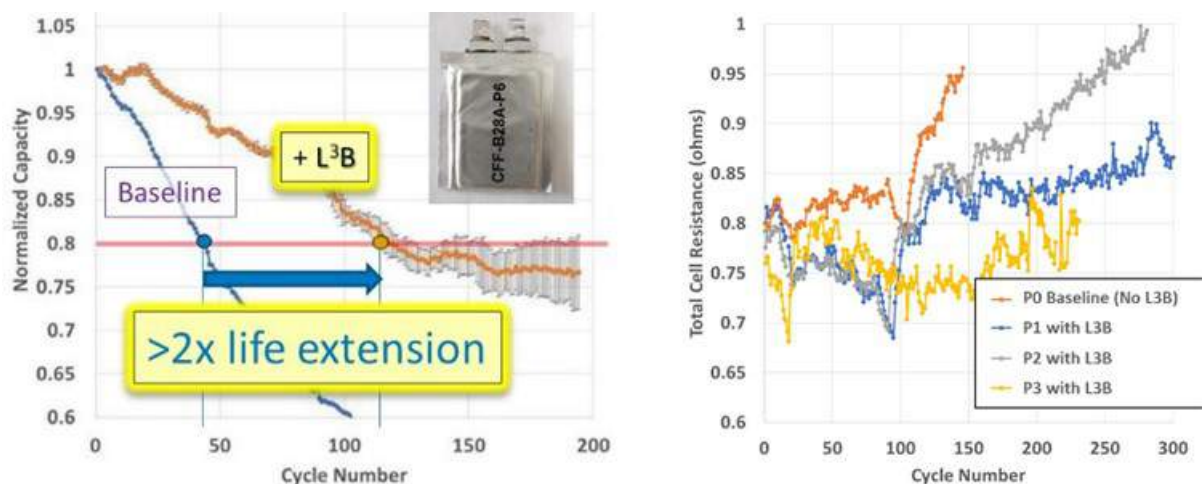 1.05
1
0.95
0.9
0.85
0.8
0.75
0.7
0.65
0.6
Normalized Capacity
0
50
100
150
200
Cycle Number
Baseline
+ L³B
>2x life extension
CFF-B28A-P6
1
0.95
0.9
0.85
0.8
0.75
0.7
0.65
0.6
Total Cell Resistance (ohms)
0
50
100
150
200
250
300
Cycle Number
P0 Baseline (No L3B)
P1 with L3B
P2 with L3B
P3 with L3B